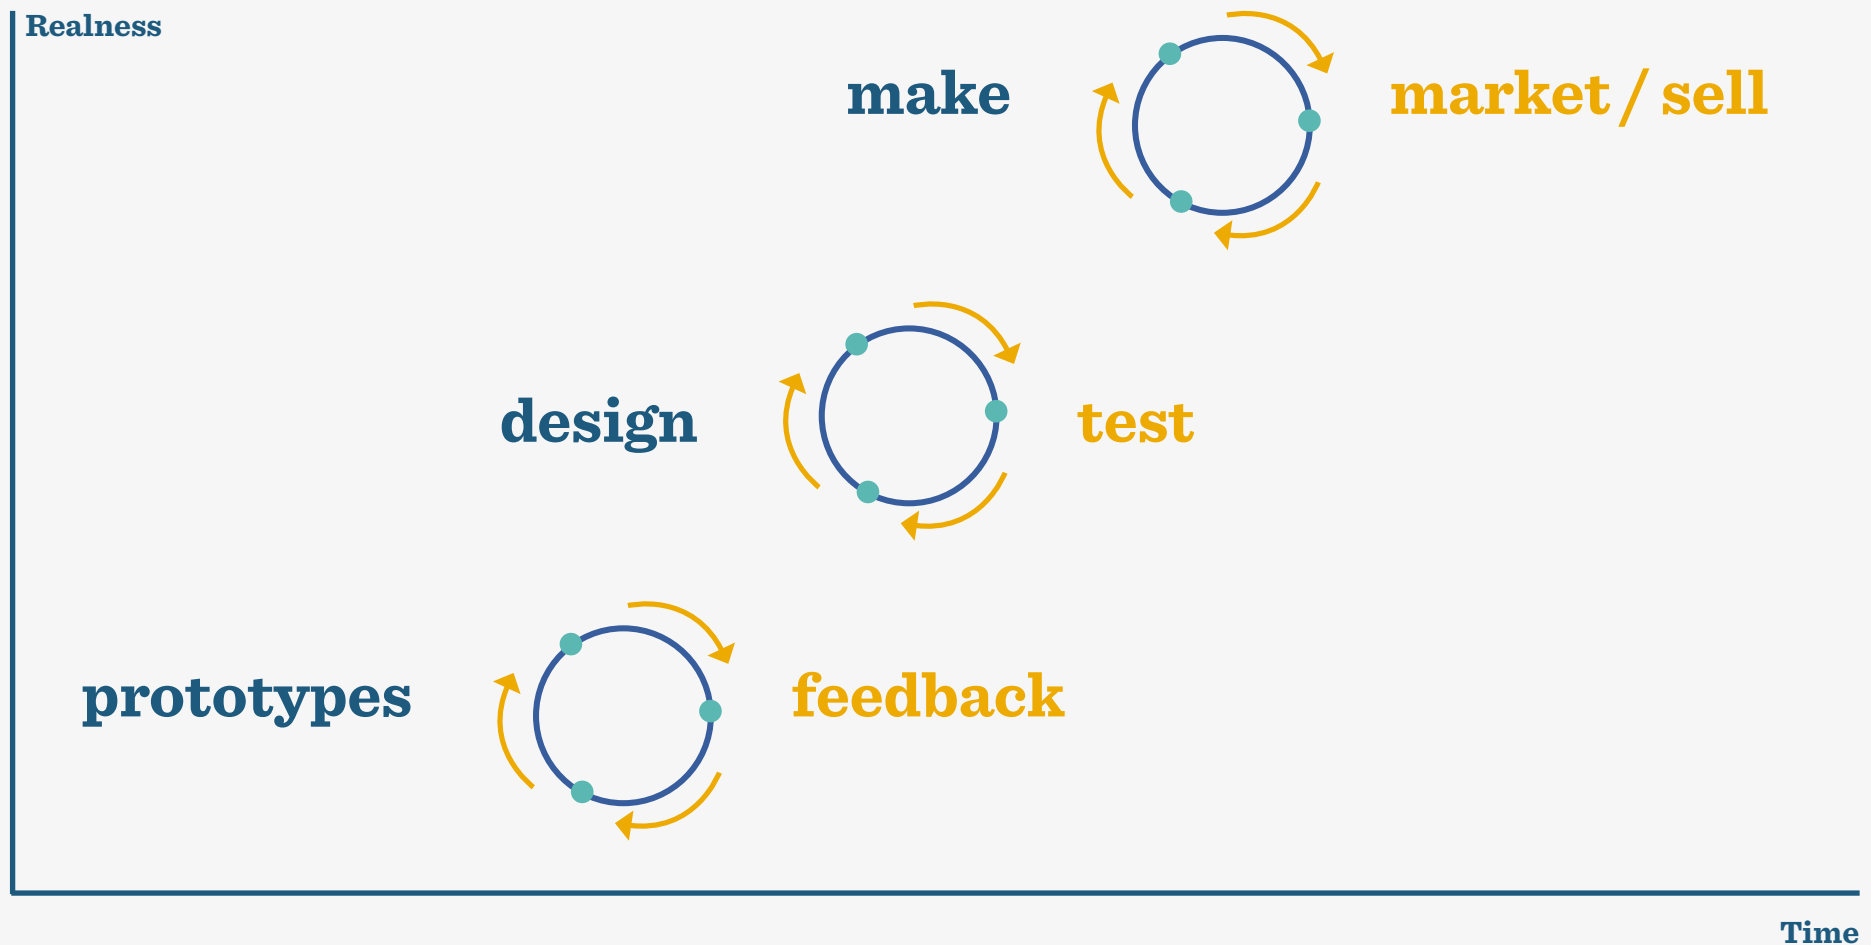 Realness
make
market / sell
design
test
prototypes
feedback
Time